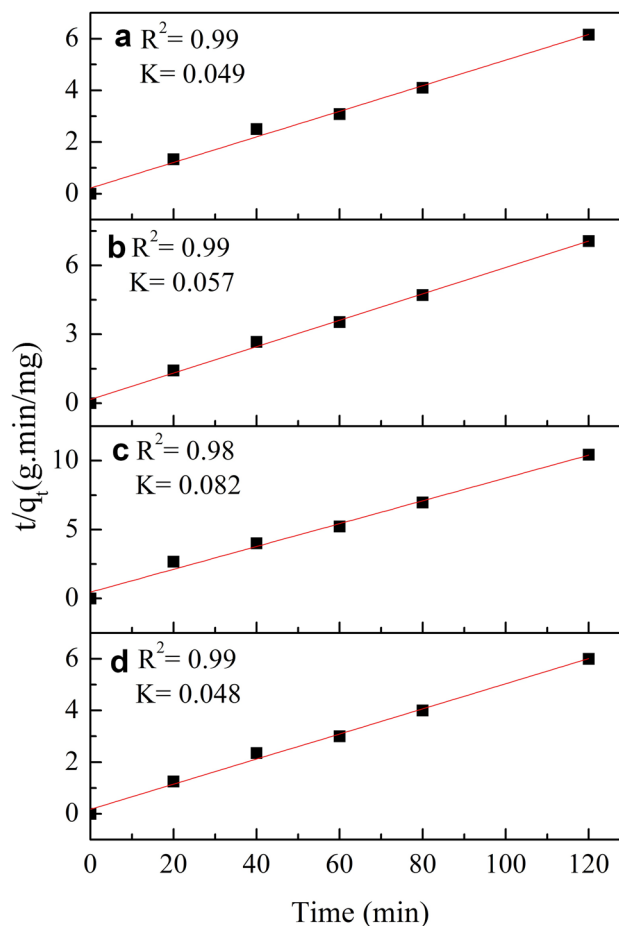 a R²= 0.99
K= 0.049
6
4
2
0
b R²= 0.99
K= 0.057
6
3
0
c R²= 0.98
K= 0.082
10
5
0
d R²= 0.99
K= 0.048
6
4
2
0
t/qₜ(g.min/mg)
0 20 40 60 80 100 120
Time (min)